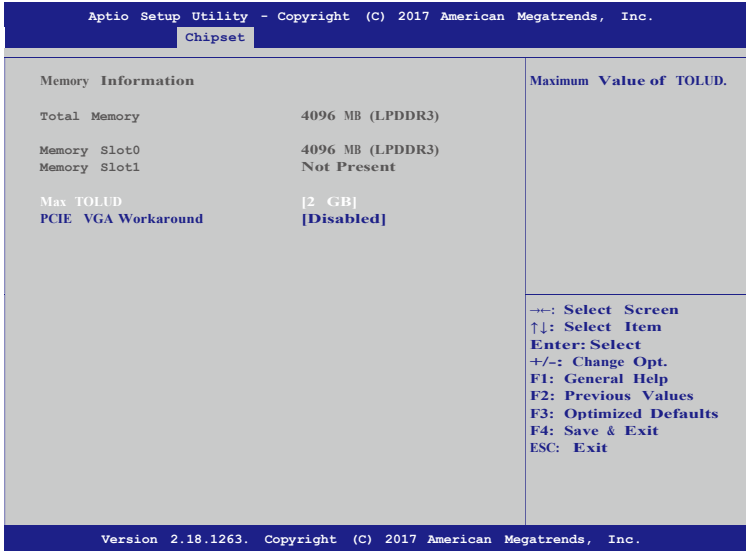 Aptio Setup Utility - Copyright (C) 2017 American Megatrends, Inc.
Chipset
Memory Information
Total Memory 4096 MB (LPDDR3)
Memory Slot0 4096 MB (LPDDR3)
Memory Slot1 Not Present
Max TOLUD [2 GB]
PCIE VGA Workaround [Disabled]
Maximum Value of TOLUD.
→←: Select Screen
↑↓: Select Item
Enter: Select
+/-: Change Opt.
F1: General Help
F2: Previous Values
F3: Optimized Defaults
F4: Save & Exit
ESC: Exit
Version 2.18.1263. Copyright (C) 2017 American Megatrends, Inc.